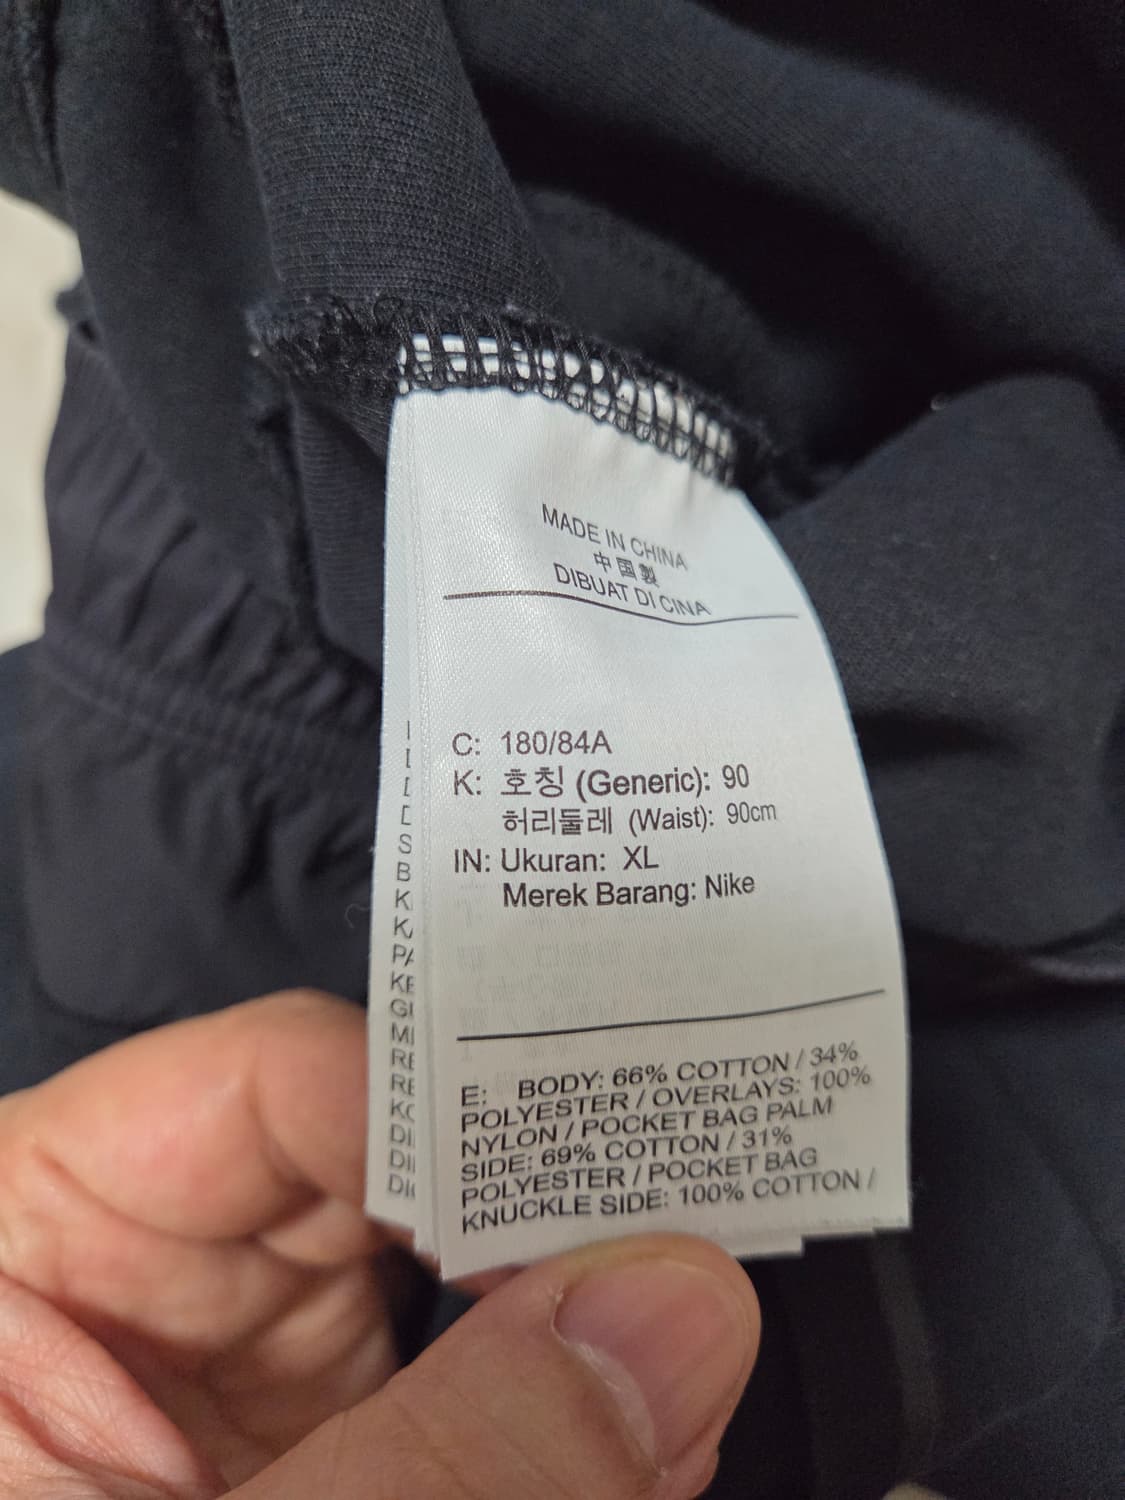 MADE IN CHINA
中国製
DIBUAT DI CINA
C: 180/84A
K: 호칭 (Generic): 90
허리둘레 (Waist): 90cm
IN: Ukuran: XL
Merek Barang: Nike
E: BODY: 66% COTTON / 34%
POLYESTER / OVERLAYS: 100%
NYLON / POCKET BAG PALM
SIDE: 69% COTTON / 31%
POLYESTER / POCKET BAG
KNUCKLE SIDE: 100% COTTON /